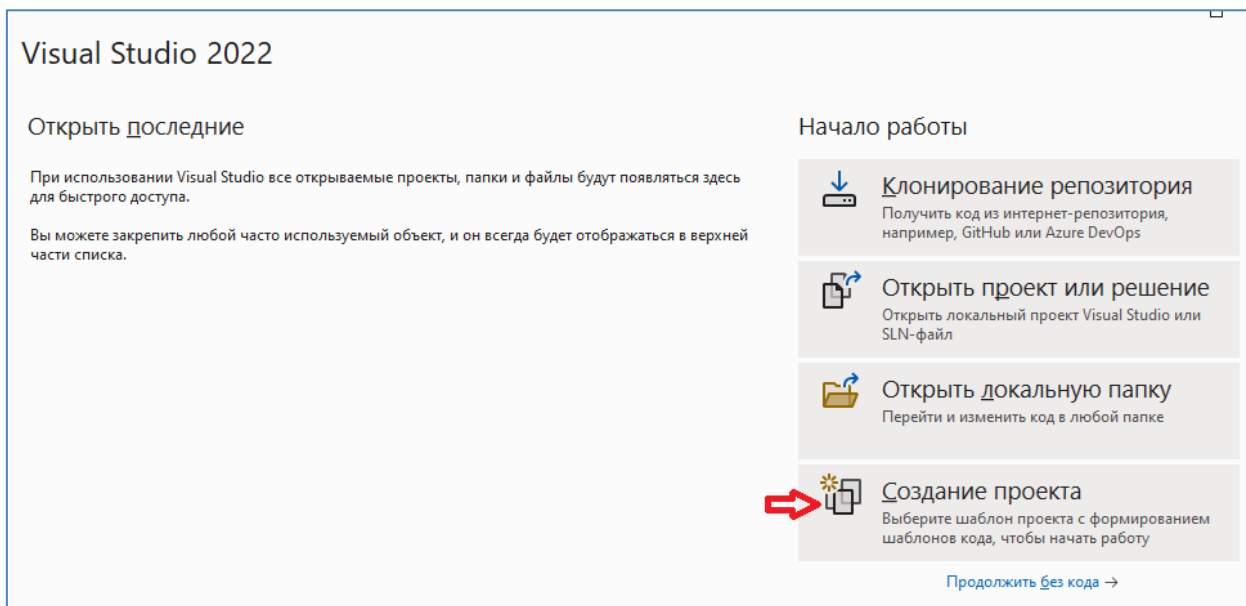 Visual Studio 2022
Открыть последние
При использовании Visual Studio все открываемые проекты, папки и файлы будут появляться здесь
для быстрого доступа.
Вы можете закрепить любой часто используемый объект, и он всегда будет отображаться в верхней
части списка.
Начало работы
Клонирование репозитория
Получить код из интернет-репозитория,
например, GitHub или Azure DevOps
Открыть проект или решение
Открыть локальный проект Visual Studio или
SLN-файл
Открыть локальную папку
Перейти и изменить код в любой папке
Создание проекта
Выберите шаблон проекта с формированием
шаблонов кода, чтобы начать работу
Продолжить без кода →